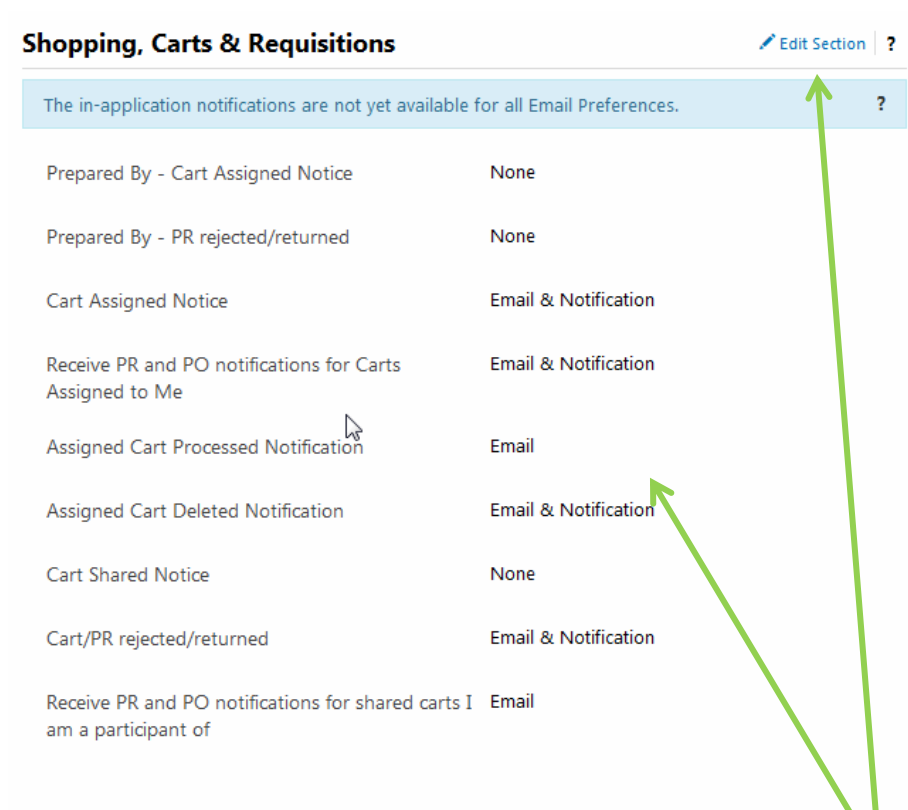 Shopping, Carts & Requisitions Edit Section ?
The in-application notifications are not yet available for all Email Preferences. ?
Prepared By - Cart Assigned Notice None
Prepared By - PR rejected/returned None
Cart Assigned Notice Email & Notification
Receive PR and PO notifications for Carts Email & Notification
Assigned to Me
Assigned Cart Processed Notification Email
Assigned Cart Deleted Notification Email & Notification
Cart Shared Notice None
Cart/PR rejected/returned Email & Notification
Receive PR and PO notifications for shared carts I Email
am a participant of